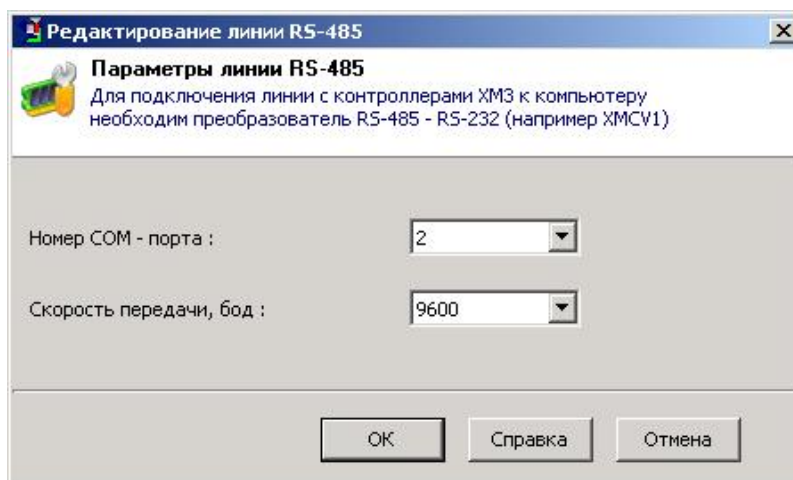 Редактирование линии RS-485
Параметры линии RS-485
Для подключения линии с контроллерами XM3 к компьютеру
необходим преобразователь RS-485 - RS-232 (например XMCV1)
Номер COM - порта :
2
Скорость передачи, бод :
9600
OK
Справка
Отмена